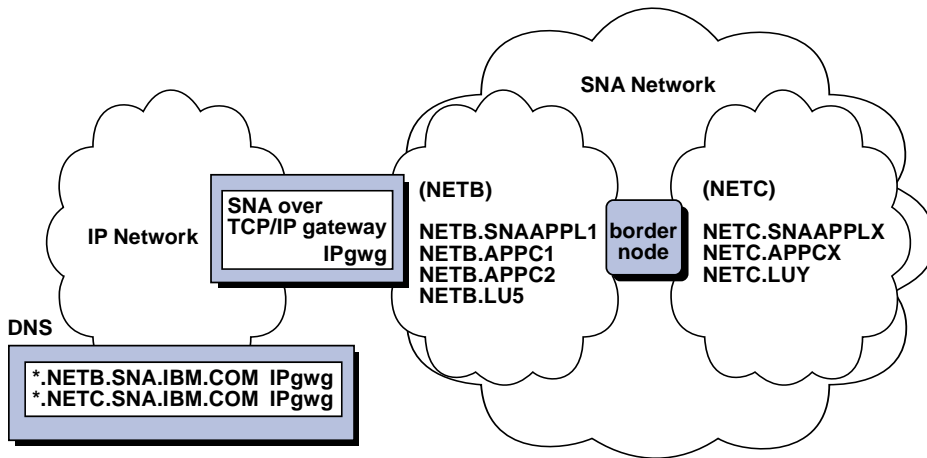 SNA Network
IP Network
SNA over
TCP/IP gateway
IPgwg
(NETB)
NETB.SNAAPPL1
NETB.APPC1
NETB.APPC2
NETB.LU5
border
node
(NETC)
NETC.SNAAPPLX
NETC.APPCX
NETC.LUY
DNS
*.NETB.SNA.IBM.COM IPgwg
*.NETC.SNA.IBM.COM IPgwg